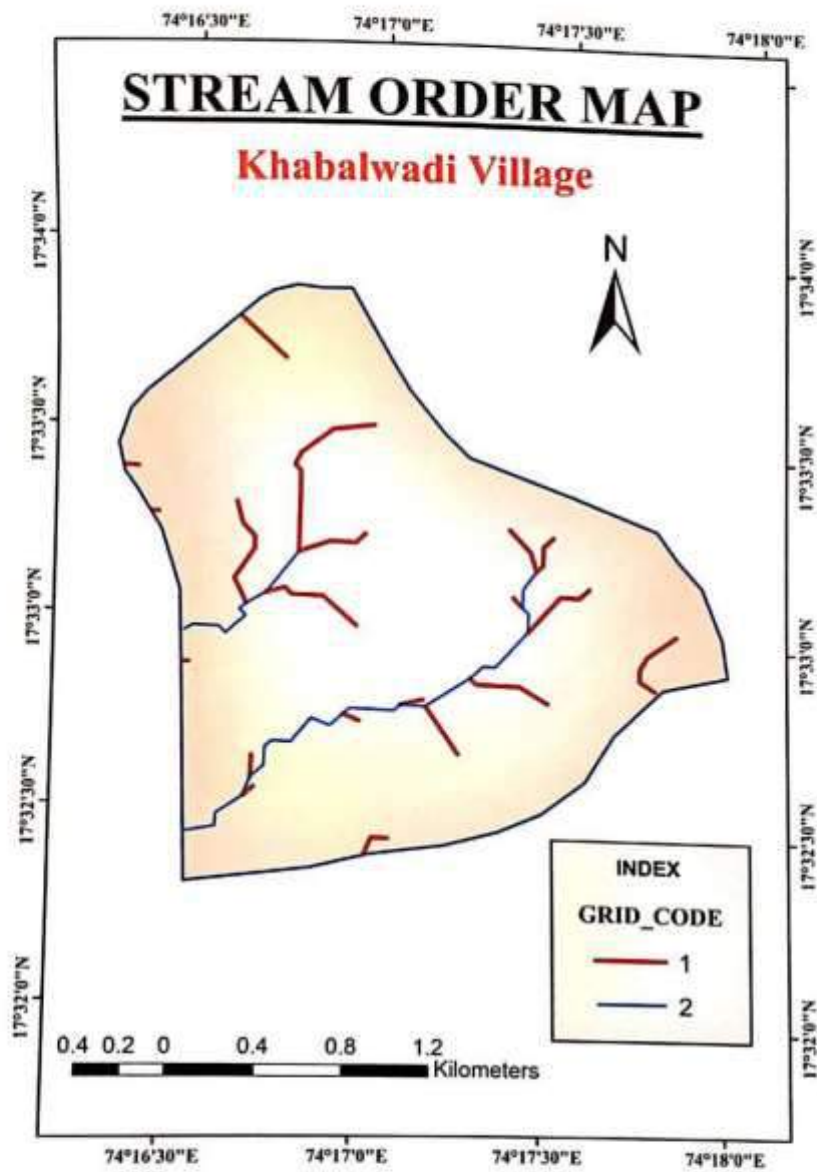 74°16'30"E 74°17'0"E 74°17'30"E 74°18'0"E
STREAM ORDER MAP
Khabalwadi Village
N
17°34'0"N
17°34'0"N
17°33'30"N
17°33'30"N
17°33'0"N
17°33'0"N
17°32'30"N
17°32'30"N
17°32'0"N
17°32'0"N
INDEX
GRID_CODE
1
2
0.4 0.2 0 0.4 0.8 1.2
Kilometers
74°16'30"E 74°17'0"E 74°17'30"E 74°18'0"E